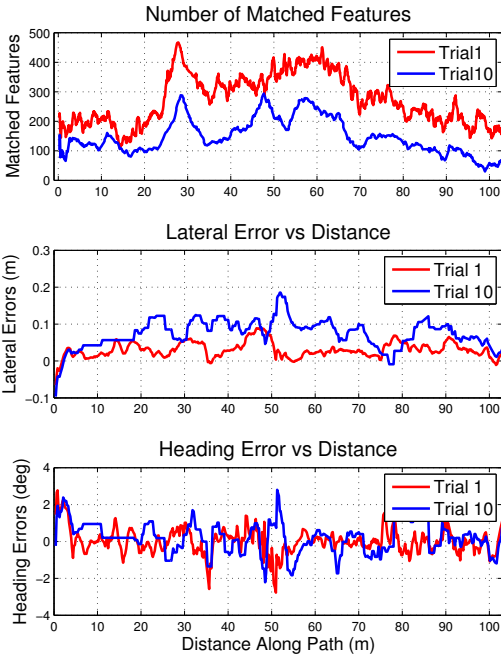 Number of Matched Features
Matched Features
500
400
300
200
100
0
Trial1
Trial10
0 10 20 30 40 50 60 70 80 90 100
Lateral Error vs Distance
Lateral Errors (m)
0.3
0.2
0.1
0
−0.1
Trial 1
Trial 10
0 10 20 30 40 50 60 70 80 90 100
Heading Error vs Distance
Heading Errors (deg)
4
2
0
−2
−4
Trial 1
Trial 10
0 10 20 30 40 50 60 70 80 90 100
Distance Along Path (m)